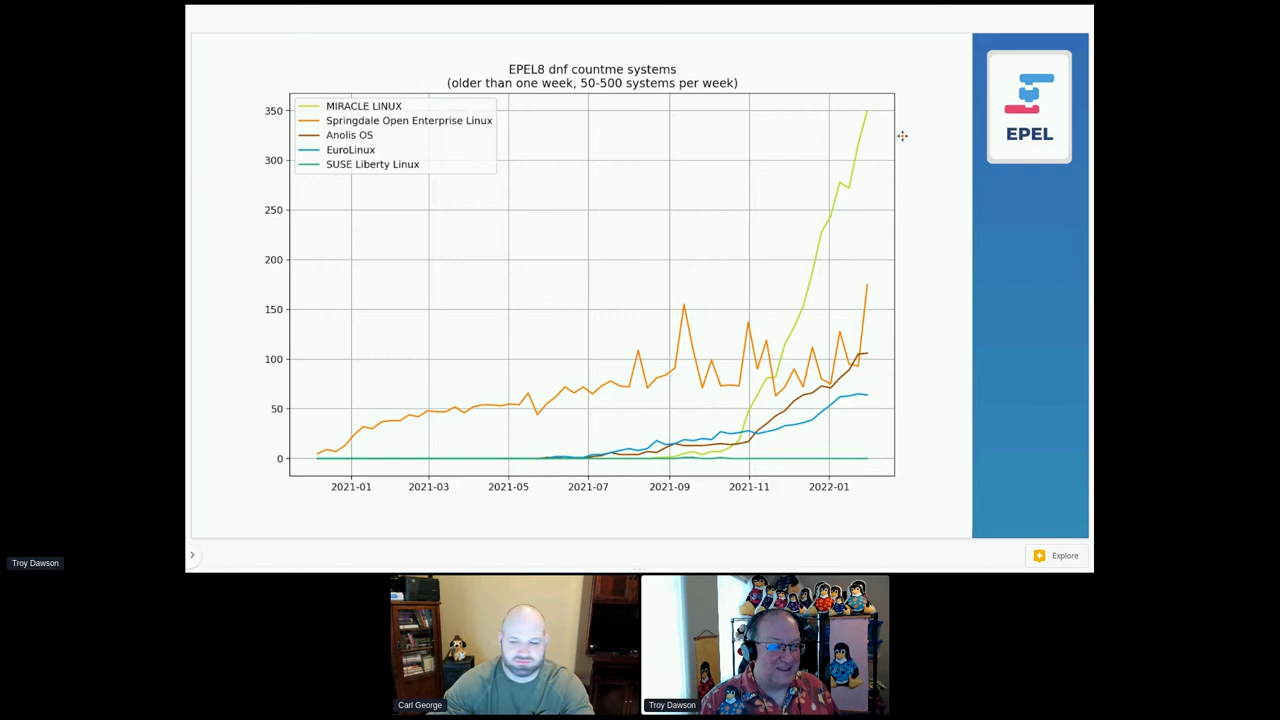 EPEL8 dnf countme systems
(older than one week, 50-500 systems per week)
MIRACLE LINUX
Springdale Open Enterprise Linux
Anolis OS
EuroLinux
SUSE Liberty Linux
350
300
250
200
150
100
50
0
2021-01
2021-03
2021-05
2021-07
2021-09
2021-11
2022-01
EPEL
Explore
Troy Dawson
Carl George
Troy Dawson